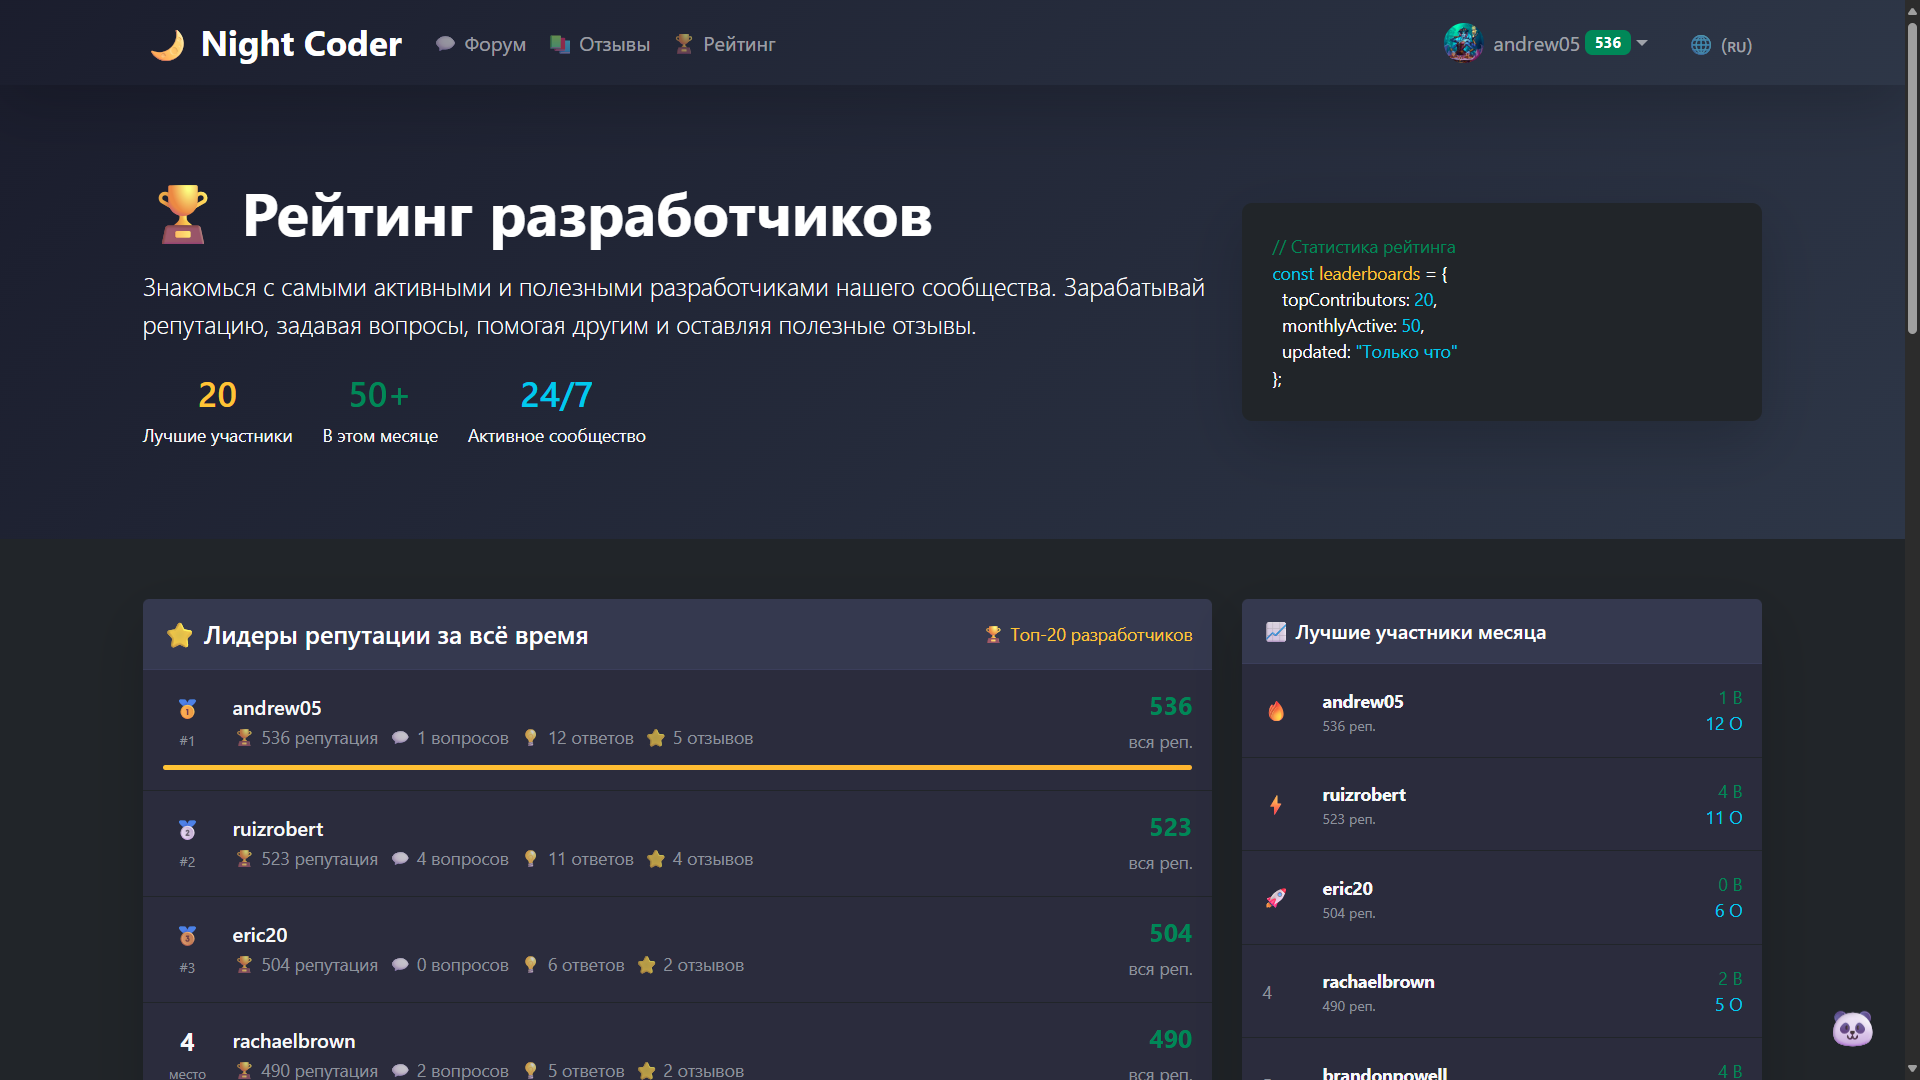 Night Coder
Форум
Отзывы
Рейтинг
andrew05 536
(RU)
Рейтинг разработчиков
Знакомься с самыми активными и полезными разработчиками нашего сообщества. Зарабатывай
репутацию, задавая вопросы, помогая другим и оставляя полезные отзывы.
20
Лучшие участники
50+
В этом месяце
24/7
Активное сообщество
// Статистика рейтинга
const leaderboards = {
topContributors: 20,
monthlyActive: 50,
updated: "Только что"
};
Лидеры репутации за всё время
Топ-20 разработчиков
#1
andrew05
536 репутация 1 вопросов 12 ответов 5 отзывов
536
вся реп.
#2
ruizrobert
523 репутация 4 вопросов 11 ответов 4 отзывов
523
вся реп.
#3
eric20
504 репутация 0 вопросов 6 ответов 2 отзывов
504
вся реп.
4
место
rachaelbrown
490 репутация 2 вопросов 5 ответов 2 отзывов
490
вся реп.
Лучшие участники месяца
andrew05
536 реп.
1 В
12 О
ruizrobert
523 реп.
4 В
11 О
eric20
504 реп.
0 В
6 О
4
rachaelbrown
490 реп.
2 В
5 О
brandonpowell
4 В